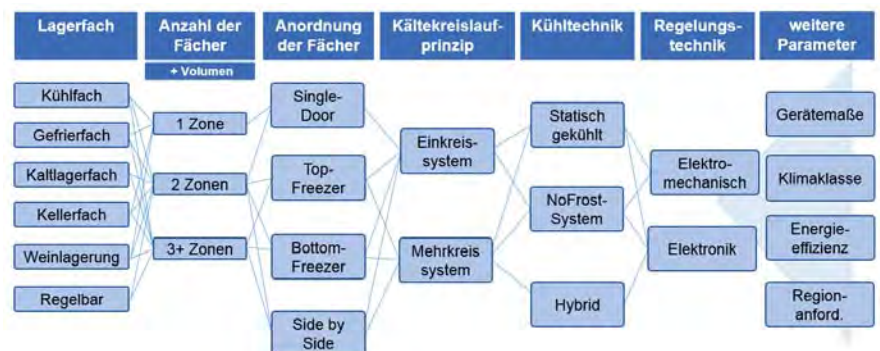 Lagerfach
Anzahl der
Fächer
+ Volumen
Anordnung
der Fächer
Kältekreislauf-
prinzip
Kühltechnik
Regelungs-
technik
weitere
Parameter
Kühlfach
Gefrierfach
Kaltlagerfach
Kellerfach
Weinlagerung
Regelbar
1 Zone
2 Zonen
3+ Zonen
Single-
Door
Top-
Freezer
Bottom-
Freezer
Side by
Side
Einkreis-
system
Mehrkreis
system
Statisch
gekühlt
NoFrost-
System
Hybrid
Elektro-
mechanisch
Elektronik
Gerätemaße
Klimaklasse
Energie-
effizienz
Region-
anford.